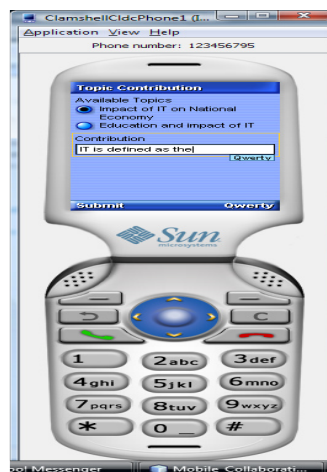 ClamshellCldcPhone1 (
Application View Help
Phone number: 123456795
Topic Contribution
Available Topics
Impact of IT on National
Economy
Education and impact of IT
Contribution
IT is defined as the
Qwerty
Submit Qwerty
Sun
microsystems
C
1 2abc 3def
4ghi 5jkl 6mno
7pqrs 8tuv 9wxyz
* 0 _ #
oo! Messenger Mobile Collaborati...